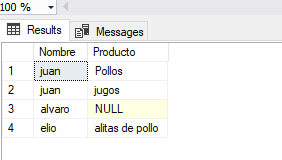 100 %
Results Messages
Nombre Producto
1 juan Pollos
2 juan jugos
3 alvaro NULL
4 elio alitas de pollo